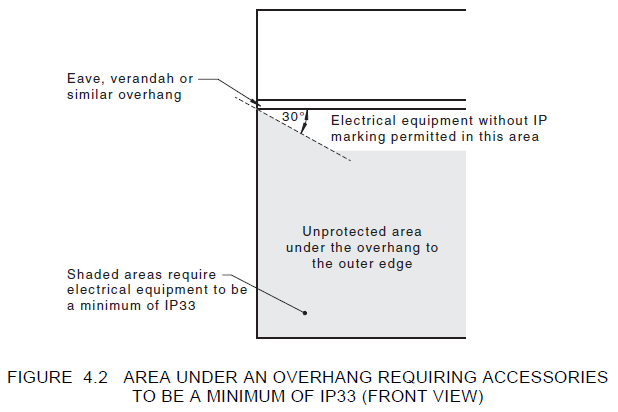 Eave, verandah or
similar overhang
30°
Electrical equipment without IP
marking permitted in this area
Unprotected area
under the overhang to
the outer edge
Shaded areas require
electrical equipment to be
a minimum of IP33
FIGURE 4.2 AREA UNDER AN OVERHANG REQUIRING ACCESSORIES
TO BE A MINIMUM OF IP33 (FRONT VIEW)